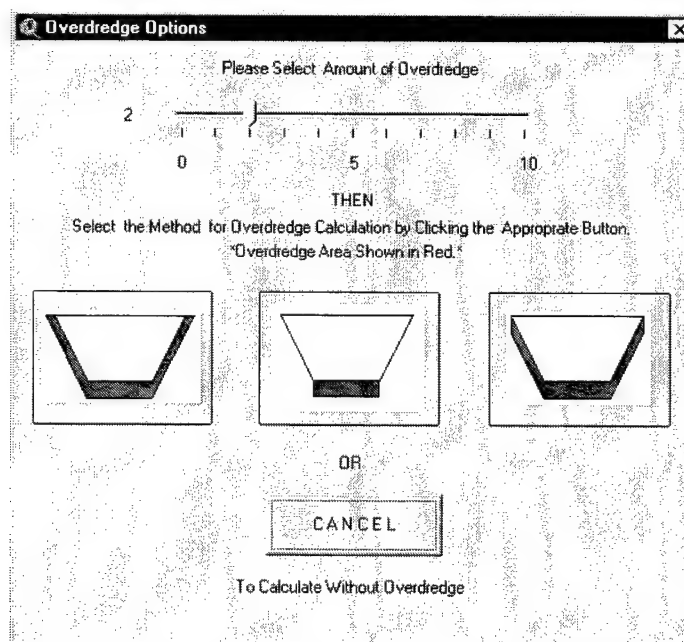 Overdredge Options
Please Select Amount of Overdredge
2
0 5 10
THEN
Select the Method for Overdredge Calculation by Clicking the Approprate Button.
"Overdredge Area Shown in Red."
OR
CANCEL
To Calculate Without Overdredge